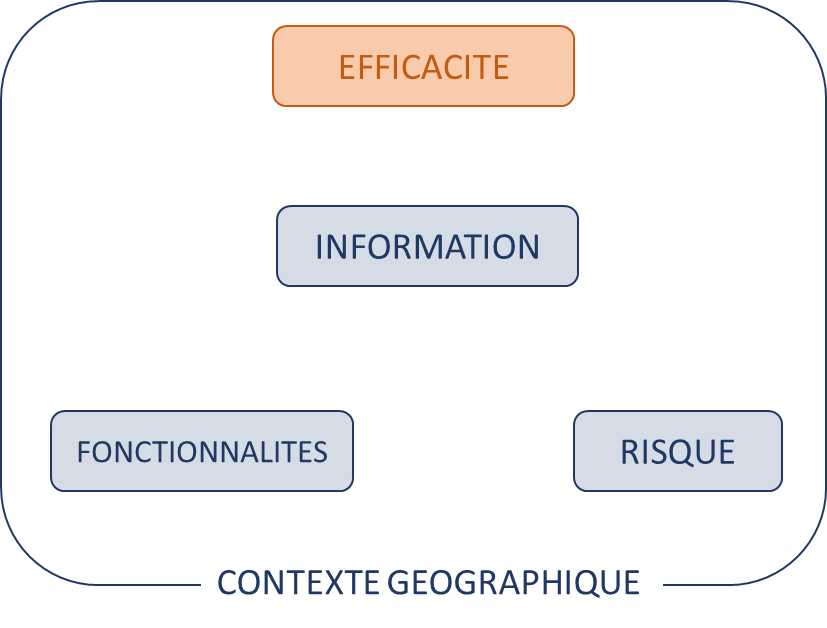 EFFICACITE
INFORMATION
FONCTIONNALITES
RISQUE
CONTEXTE GEOGRAPHIQUE